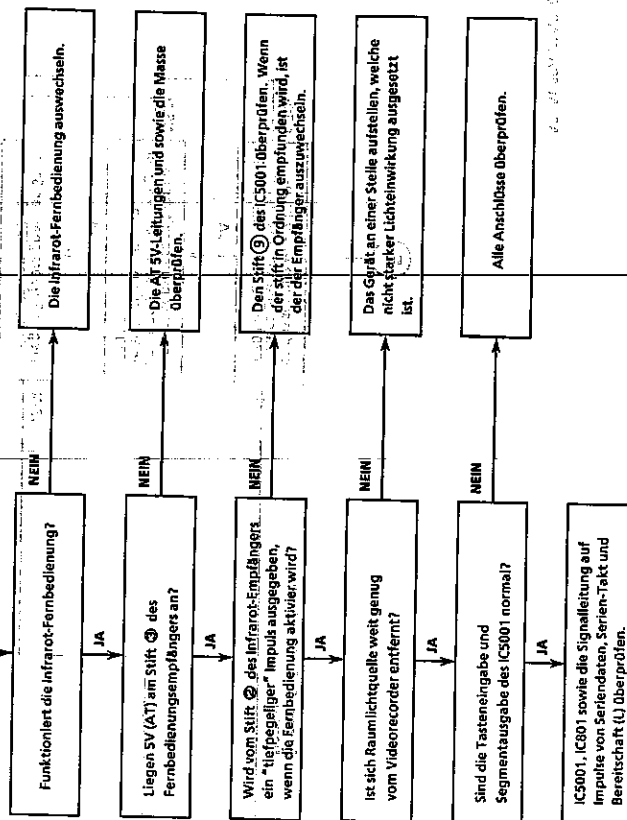 Funktioniert die Infrarot-Fernbedienung?
NEIN
Die Infrarot-Fernbedienung auswechseln.
JA
Liegen 5V (AT) am Stift ③ des
Fernbedienungsempfängers an?
NEIN
Die AT 5V-Leitungen und sowie die Masse
überprüfen.
JA
Wird vom Stift ② des Infrarot-Empfängers
ein "tiefpegeliger" Impuls ausgegeben,
wenn die Fernbedienung aktivier wird?
NEIN
Den Stift ⑨ des IC5001 überprüfen. Wenn
der stift in Ordnung empfunden wird, ist
der der Empfänger auszuwechseln.
JA
Ist sich Raumlichtquelle weit genug
vom Videorecorder entfernt?
NEIN
Das Gerät an einer Stelle aufstellen, welche
nicht starker Lichteinwirkung ausgesetzt
ist.
JA
Sind die Tasteneingabe und
Segmentausgabe des IC5001 normal?
NEIN
Alle Anschlüsse überprüfen.
JA
IC5001, IC801 sowie die Signalleitung auf
Impulse von Seriendaten, Serien-Takt und
Bereitschaft (L) überprüfen.